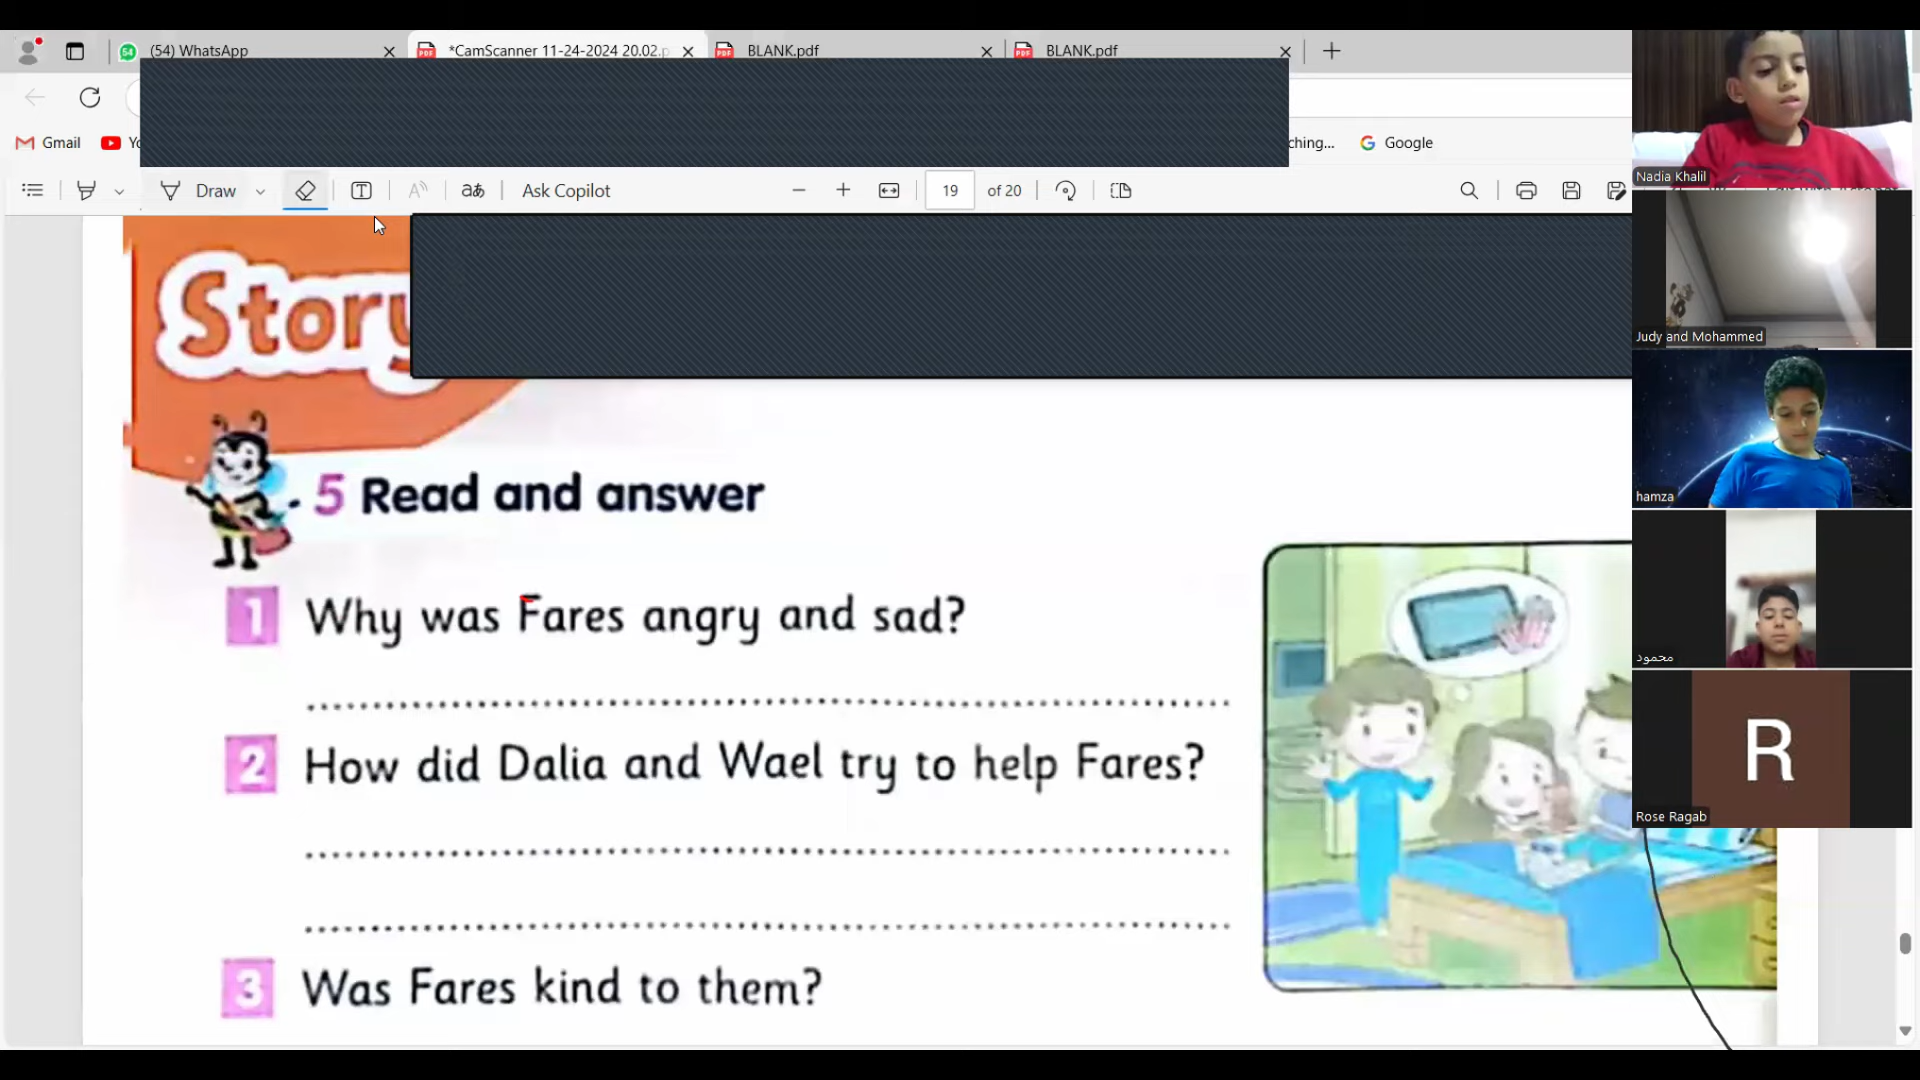 (54) WhatsApp
*CamScanner 11-24-2024 20.02.p
BLANK.pdf
BLANK.pdf
Gmail
ching...
Google
Draw
Ask Copilot
19 of 20
Story
5 Read and answer
1 Why was Fares angry and sad?
2 How did Dalia and Wael try to help Fares?
3 Was Fares kind to them?
Nadia Khalil
Judy and Mohammed
hamza
محمود
R
Rose Ragab